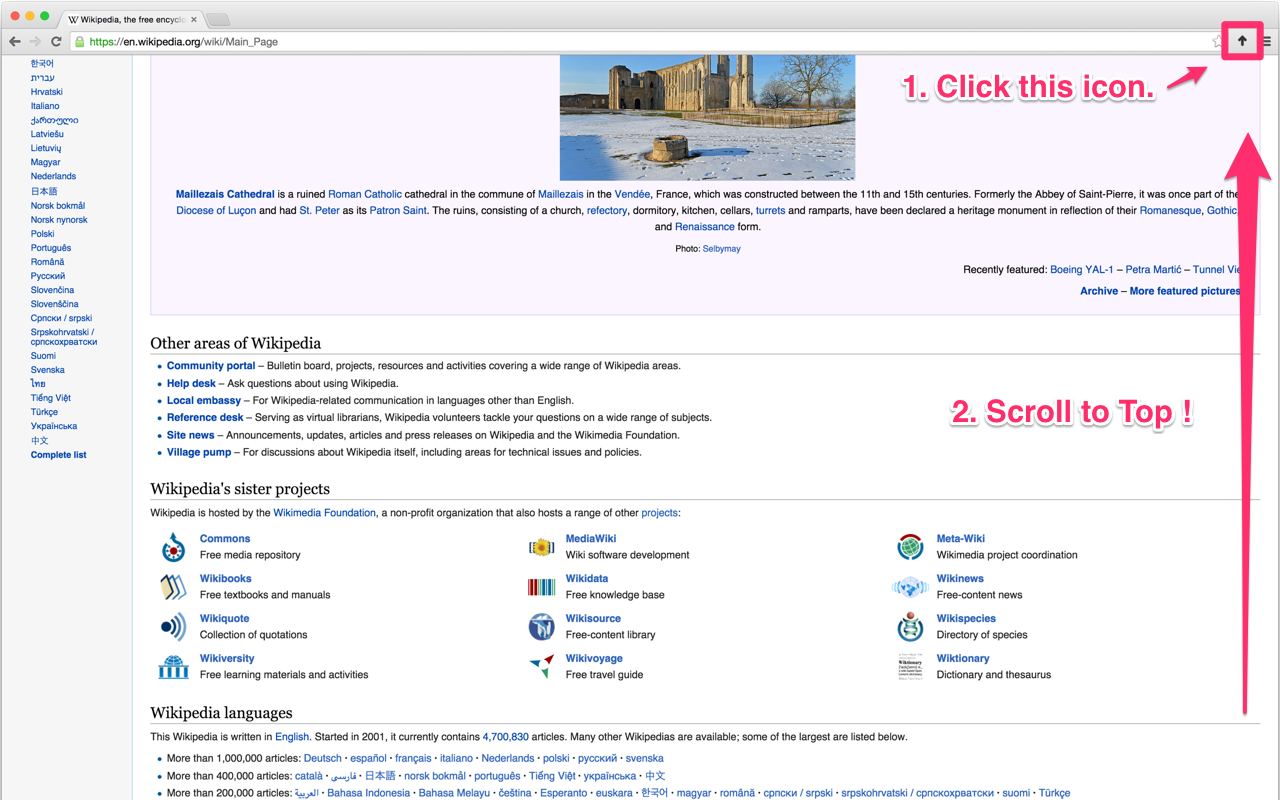 Wikipedia, the free encyclo
https://en.wikipedia.org/wiki/Main_Page
1. Click this icon.
한국어
עברית
Hrvatski
Italiano
ქართული
Latviešu
Lietuvių
Magyar
Nederlands
日本語
Norsk bokmål
Norsk nynorsk
Polski
Português
Română
Русский
Slovenčina
Slovenščina
Српски / srpski
Srpskohrvatski /
српскохрватски
Suomi
Svenska
ไทย
Tiếng Việt
Türkçe
Українська
中文
Complete list
Maillezais Cathedral is a ruined Roman Catholic cathedral in the commune of Maillezais in the Vendée, France, which was constructed between the 11th and 15th centuries. Formerly the Abbey of Saint-Pierre, it was once part of the
Diocese of Luçon and had St. Peter as its Patron Saint. The ruins, consisting of a church, refectory, dormitory, kitchen, cellars, turrets and ramparts, have been declared a heritage monument in reflection of their Romanesque, Gothic,
and Renaissance form.
Photo: Selbymay
Recently featured: Boeing YAL-1 – Petra Martić – Tunnel Vie
Archive – More featured pictures
Other areas of Wikipedia
• Community portal – Bulletin board, projects, resources and activities covering a wide range of Wikipedia areas.
• Help desk – Ask questions about using Wikipedia.
• Local embassy – For Wikipedia-related communication in languages other than English.
• Reference desk – Serving as virtual librarians, Wikipedia volunteers tackle your questions on a wide range of subjects.
• Site news – Announcements, updates, articles and press releases on Wikipedia and the Wikimedia Foundation.
• Village pump – For discussions about Wikipedia itself, including areas for technical issues and policies.
2. Scroll to Top !
Wikipedia's sister projects
Wikipedia is hosted by the Wikimedia Foundation, a non-profit organization that also hosts a range of other projects:
Commons
Free media repository
MediaWiki
Wiki software development
Meta-Wiki
Wikimedia project coordination
Wikibooks
Free textbooks and manuals
Wikidata
Free knowledge base
Wikinews
Free-content news
Wikiquote
Collection of quotations
Wikisource
Free-content library
Wikispecies
Directory of species
Wikiversity
Free learning materials and activities
Wikivoyage
Free travel guide
Wiktionary
Dictionary and thesaurus
Wikipedia languages
This Wikipedia is written in English. Started in 2001, it currently contains 4,700,830 articles. Many other Wikipedias are available; some of the largest are listed below.
• More than 1,000,000 articles: Deutsch · español · français · italiano · Nederlands · polski · русский · svenska
• More than 400,000 articles: català · فارسی · 日本語 · norsk bokmål · português · Tiếng Việt · українська · 中文
• More than 200,000 articles: العربية · Bahasa Indonesia · Bahasa Melayu · čeština · Esperanto · euskara · 한국어 · magyar · română · српски / srpski · srpskohrvatski / српскохрватски · suomi · Türkçe